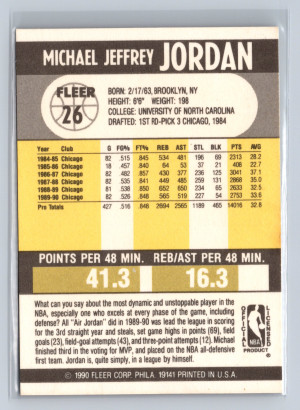 MICHAEL JEFFREY JORDAN
FLEER
26
BORN: 2/17/63, BROOKLYN, NY
HEIGHT: 6'6" WEIGHT: 198
COLLEGE: UNIVERSITY OF NORTH CAROLINA
DRAFTED: 1ST RD-PICK 3 CHICAGO, 1984
Year Club G FG% FT% REB AST STL BLK PTS AVG
1984-85 Chicago 82 .515 .845 534 481 196 69 2313 28.2
1985-86 Chicago 18 .457 .840 64 53 37 21 408 22.7
1986-87 Chicago 82 .482 .857 430 377 236 125 3041 37.1
1987-88 Chicago 82 .535 .841 449 485 259 131 2868 35.0
1988-89 Chicago 81 .538 .850 652 650 234 65 2633 32.5
1989-90 Chicago 82 .526 .848 565 519 227 54 2753 33.6
Pro Totals 427 .516 .848 2694 2565 1189 465 14016 32.8
POINTS PER 48 MIN. REB/AST PER 48 MIN.
41.3 16.3
What can you say about the most dynamic and unstoppable player in the
NBA, especially one who excels at every phase of the game, including
defense? All "Air Jordan" did in 1989-90 was lead the league in scoring
for the 3rd straight year and steals, set game highs in points (69), field
goals (23), field-goal attempts (43), and three-point attempts (12). Michael
finished third in the voting for MVP, and placed on the NBA all-defensive
first team. Jordan is, quite simply, in a league by himself.
OFFICIAL LICENSED
NBA
PRODUCT
© 1990 FLEER CORP. PHILA. 19141 PRINTED IN U.S.A.